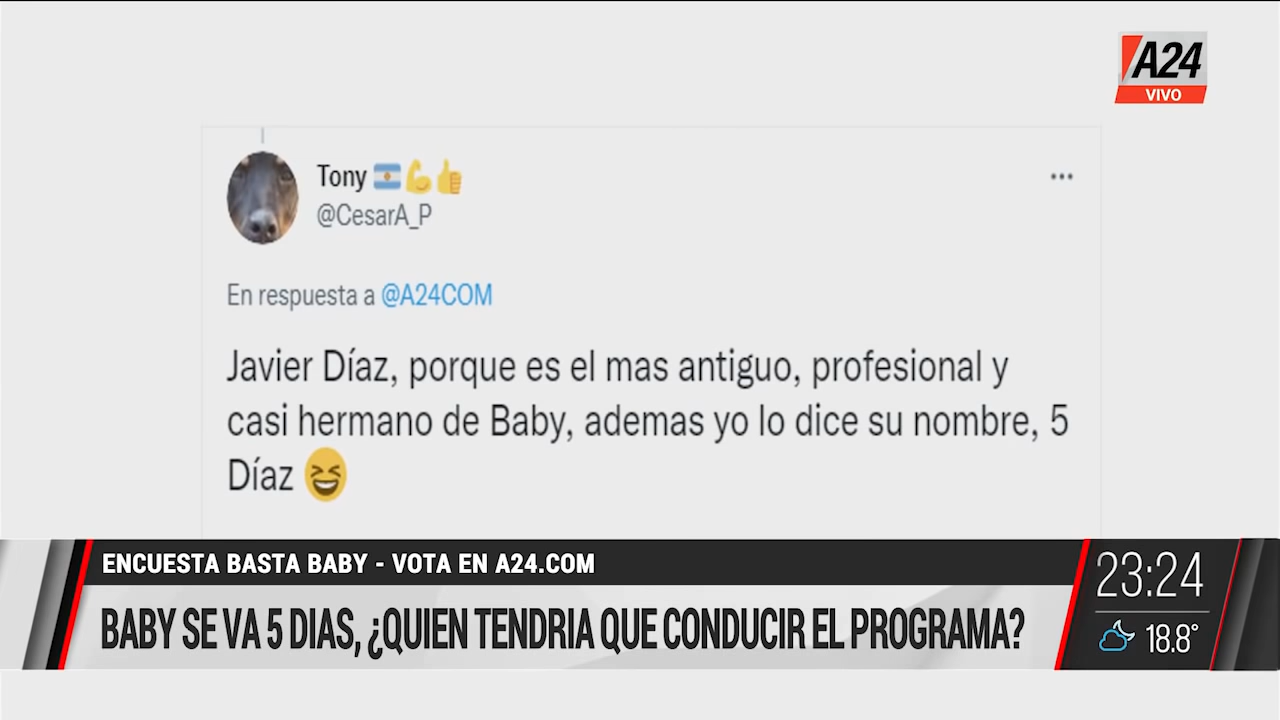 A24
VIVO
Tony
@CesarA_P
En respuesta a @A24COM
Javier Díaz, porque es el mas antiguo, profesional y
casi hermano de Baby, ademas yo lo dice su nombre, 5
Díaz
ENCUESTA BASTA BABY - VOTA EN A24.COM
BABY SE VA 5 DIAS, ¿QUIEN TENDRIA QUE CONDUCIR EL PROGRAMA?
23:24
18.8°